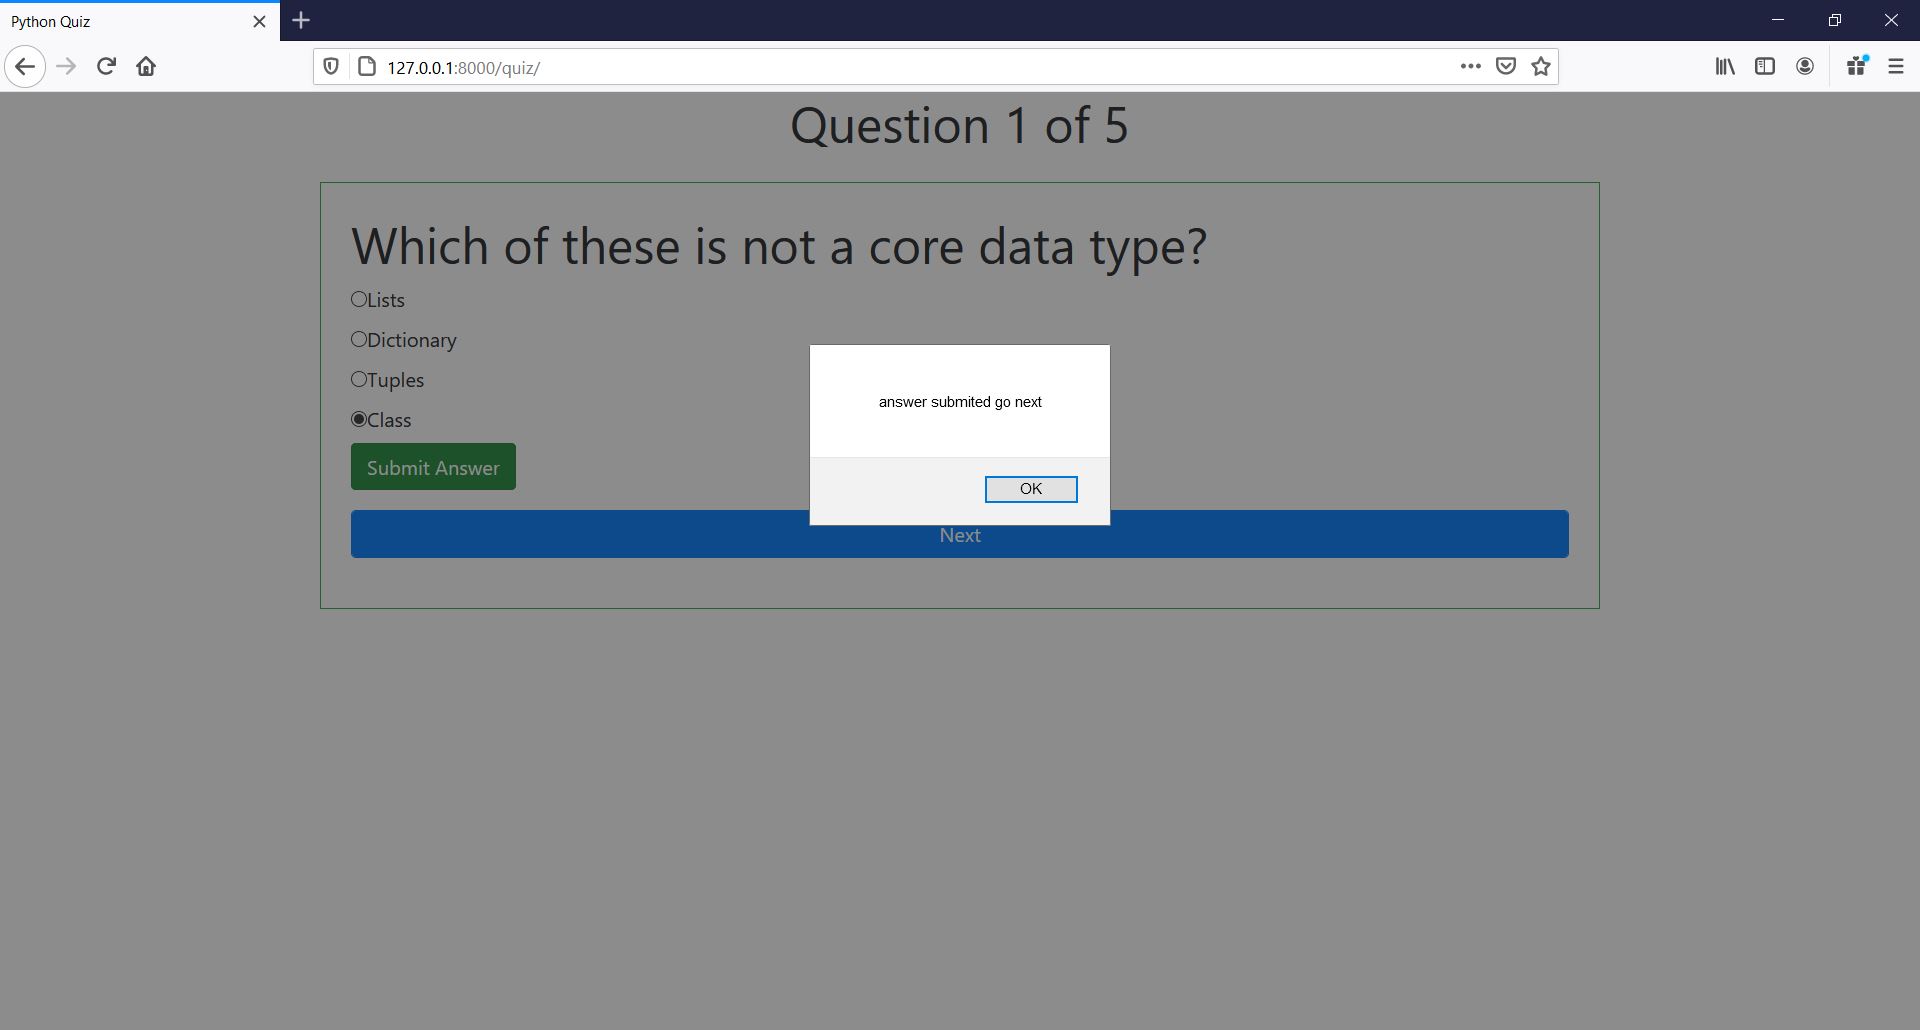 Python Quiz
127.0.0.1:8000/quiz/
Question 1 of 5
Which of these is not a core data type?
Lists
Dictionary
Tuples
Class
answer submited go next
Submit Answer
OK
Next